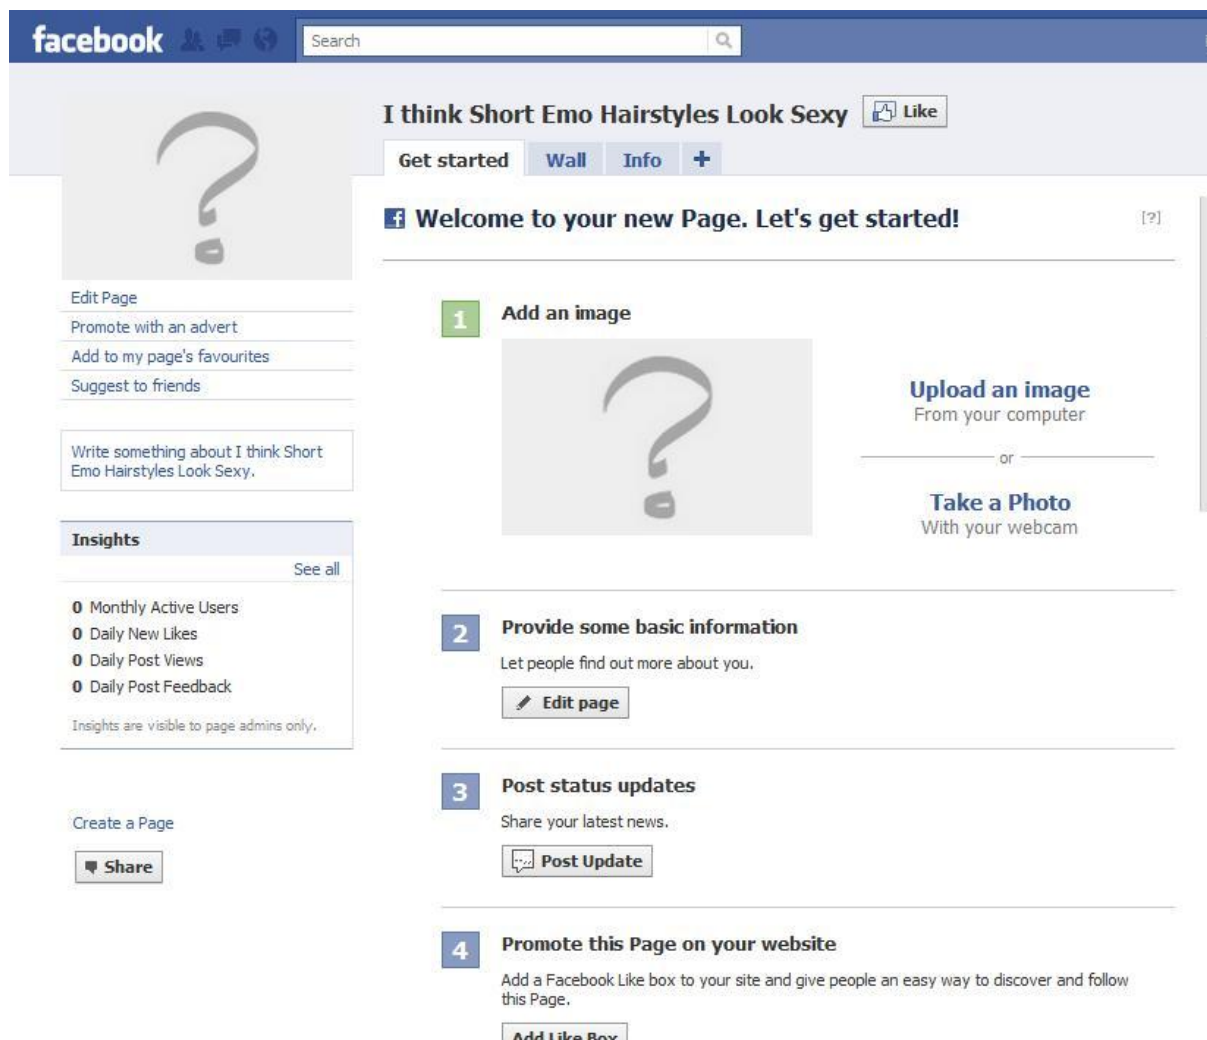 facebook
Search
I think Short Emo Hairstyles Look Sexy
Like
Get started
Wall
Info
+
Welcome to your new Page. Let's get started!
[?]
Edit Page
Promote with an advert
Add to my page's favourites
Suggest to friends
Write something about I think Short
Emo Hairstyles Look Sexy.
Insights
See all
0 Monthly Active Users
0 Daily New Likes
0 Daily Post Views
0 Daily Post Feedback
Insights are visible to page admins only.
Create a Page
Share
1
Add an image
Upload an image
From your computer
or
Take a Photo
With your webcam
2
Provide some basic information
Let people find out more about you.
Edit page
3
Post status updates
Share your latest news.
Post Update
4
Promote this Page on your website
Add a Facebook Like box to your site and give people an easy way to discover and follow
this Page.
Add Like Box